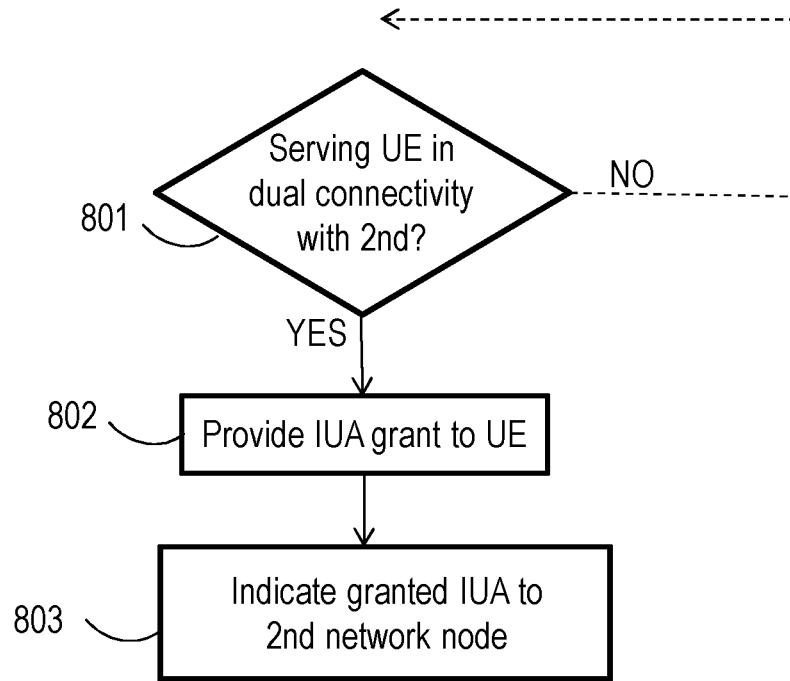 Serving UE in
dual connectivity
with 2nd?
NO
801
YES
802
Provide IUA grant to UE
Indicate granted IUA to
2nd network node
803